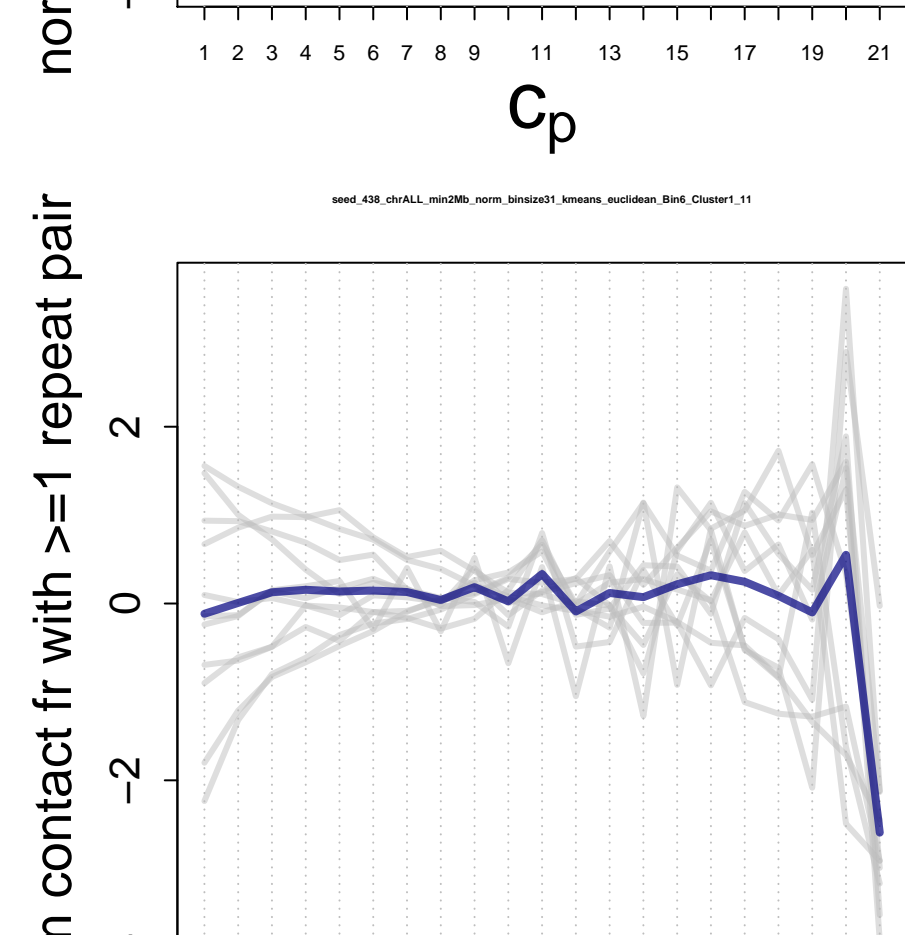 1 2 3 4 5 6 7 8 9 11 13 15 17 19 21
cp
seed_438_chrALL_min2Mb_norm_binsize31_kmeans_euclidean_Bin6_Cluster1_11
contact fr with >=1 repeat pair
2
0
−2